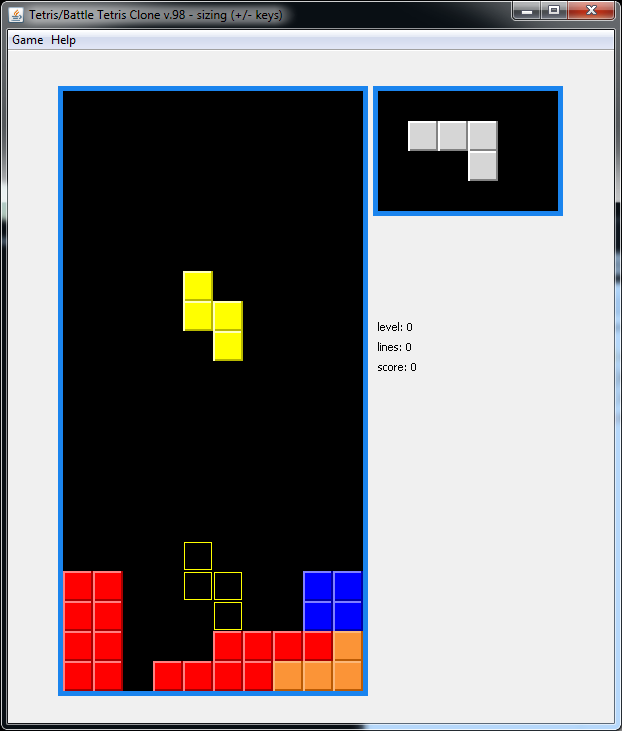 Tetris/Battle Tetris Clone v.98 - sizing (+/- keys)
Game Help
level: 0
lines: 0
score: 0